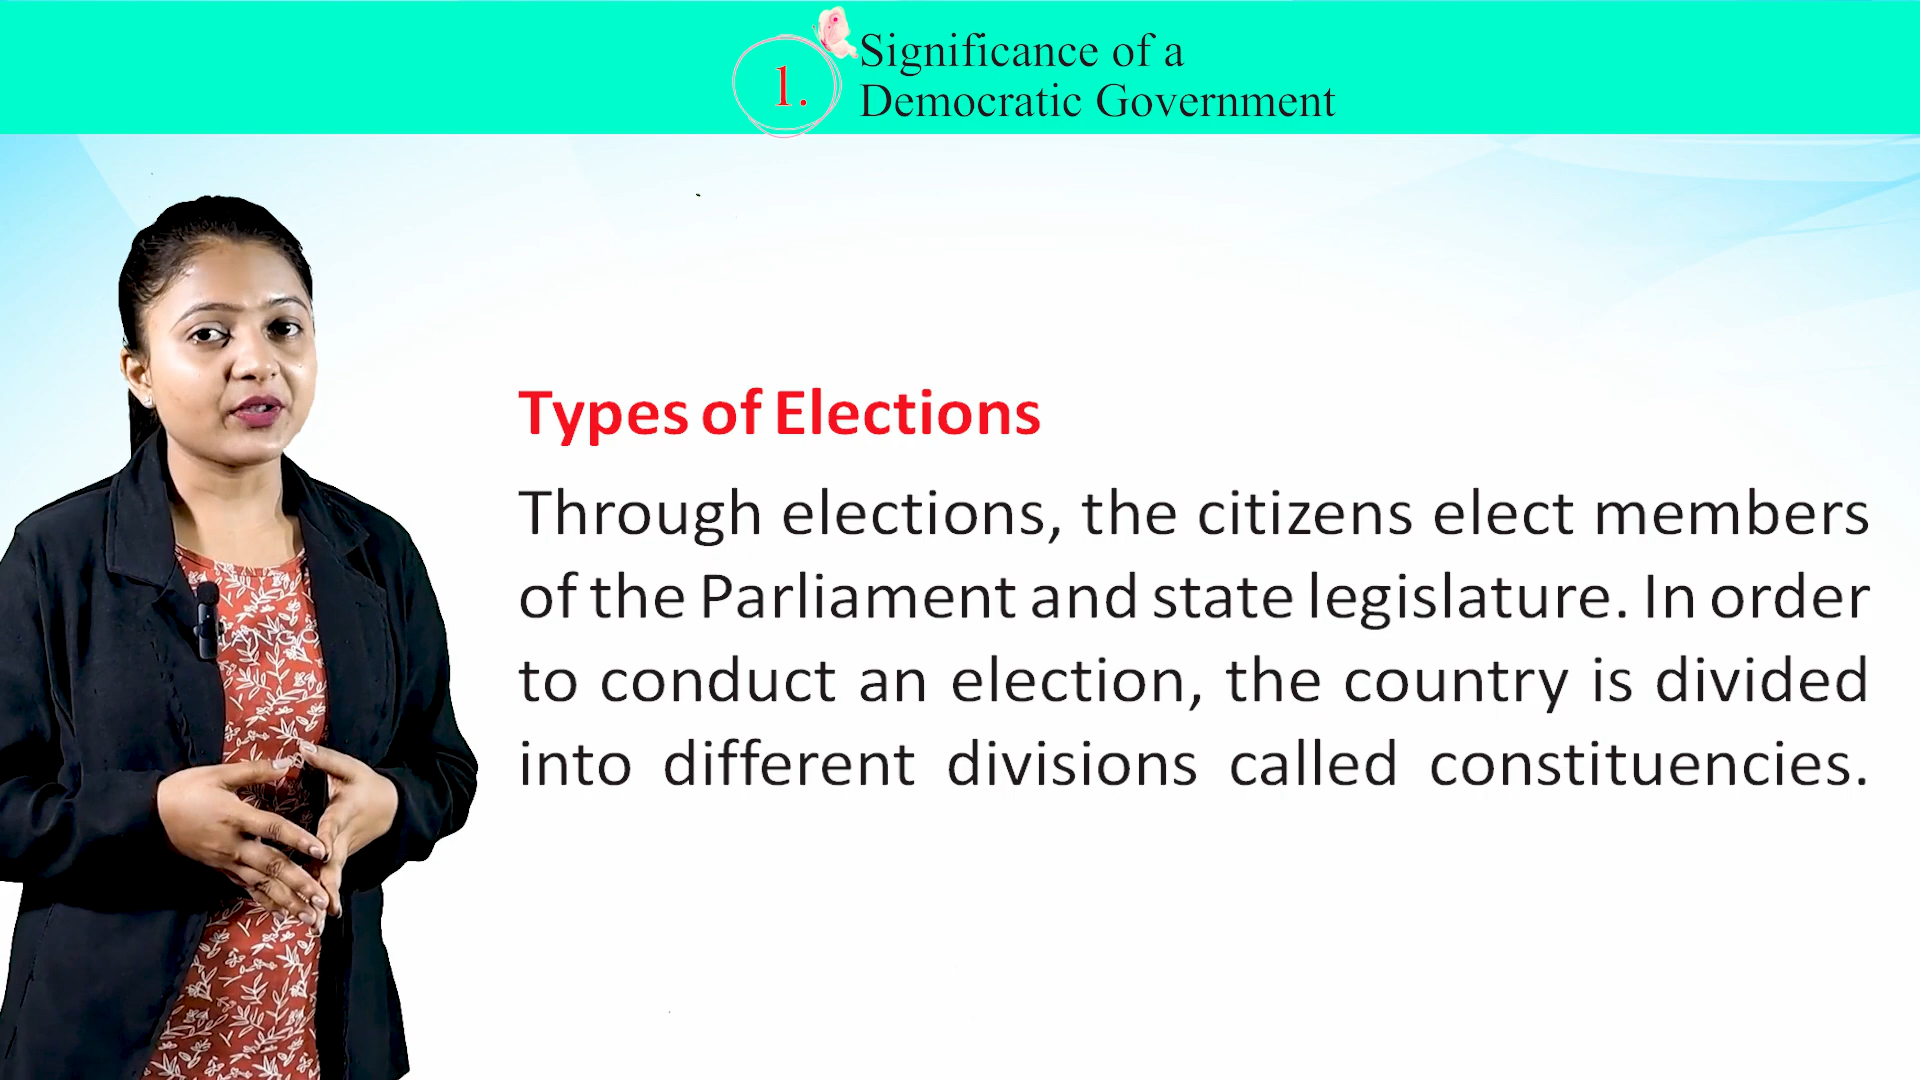 1.
Significance of a
Democratic Government
Types of Elections
Through elections, the citizens elect members
of the Parliament and state legislature. In order
to conduct an election, the country is divided
into different divisions called constituencies.